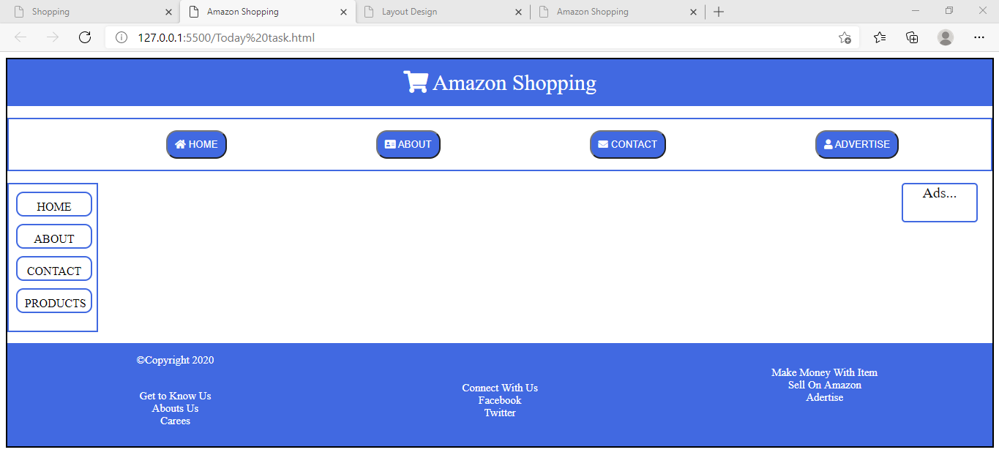 Shopping
Amazon Shopping
Layout Design
Amazon Shopping
127.0.0.1:5500/Today%20task.html
Amazon Shopping
HOME
ABOUT
CONTACT
ADVERTISE
HOME
ABOUT
CONTACT
PRODUCTS
Ads...
©Copyright 2020
Get to Know Us
Abouts Us
Carees
Connect With Us
Facebook
Twitter
Make Money With Item
Sell On Amazon
Adertise